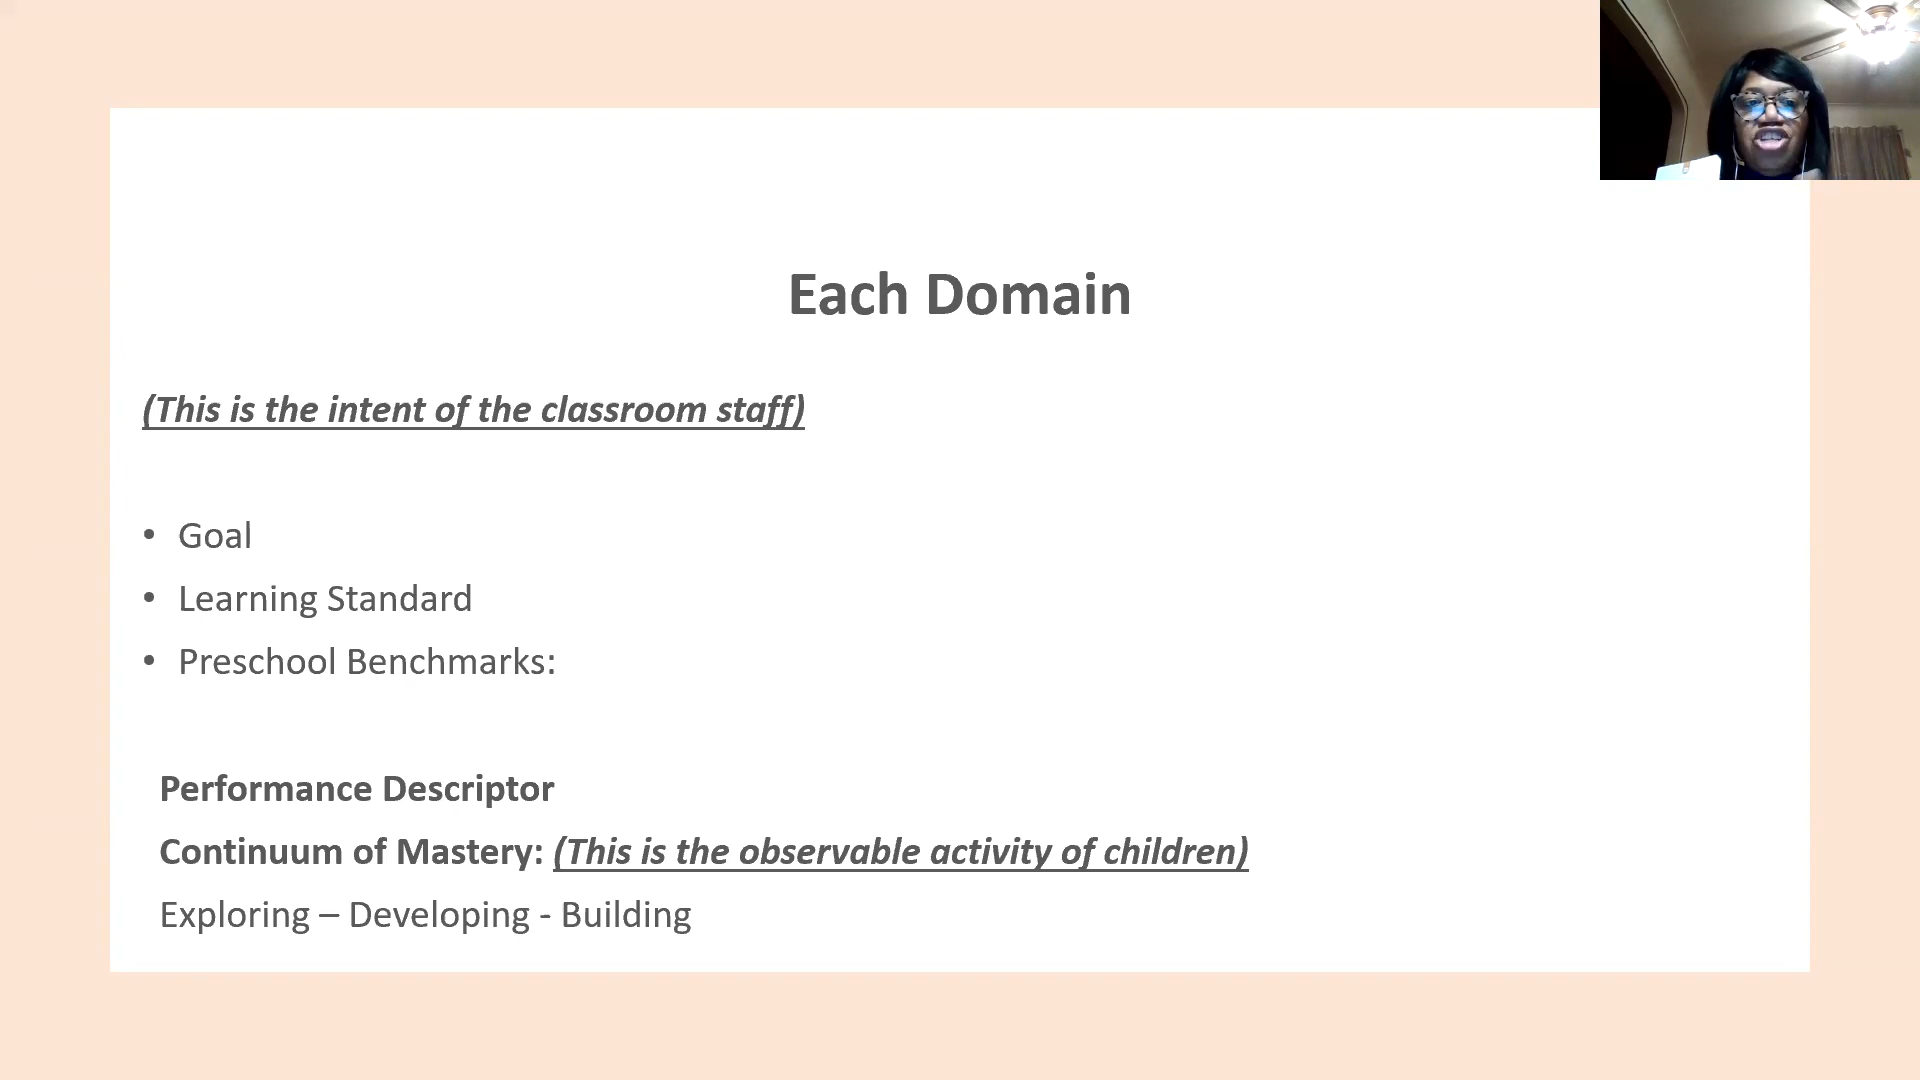 Each Domain
(This is the intent of the classroom staff)
• Goal
• Learning Standard
• Preschool Benchmarks:
Performance Descriptor
Continuum of Mastery: (This is the observable activity of children)
Exploring – Developing - Building